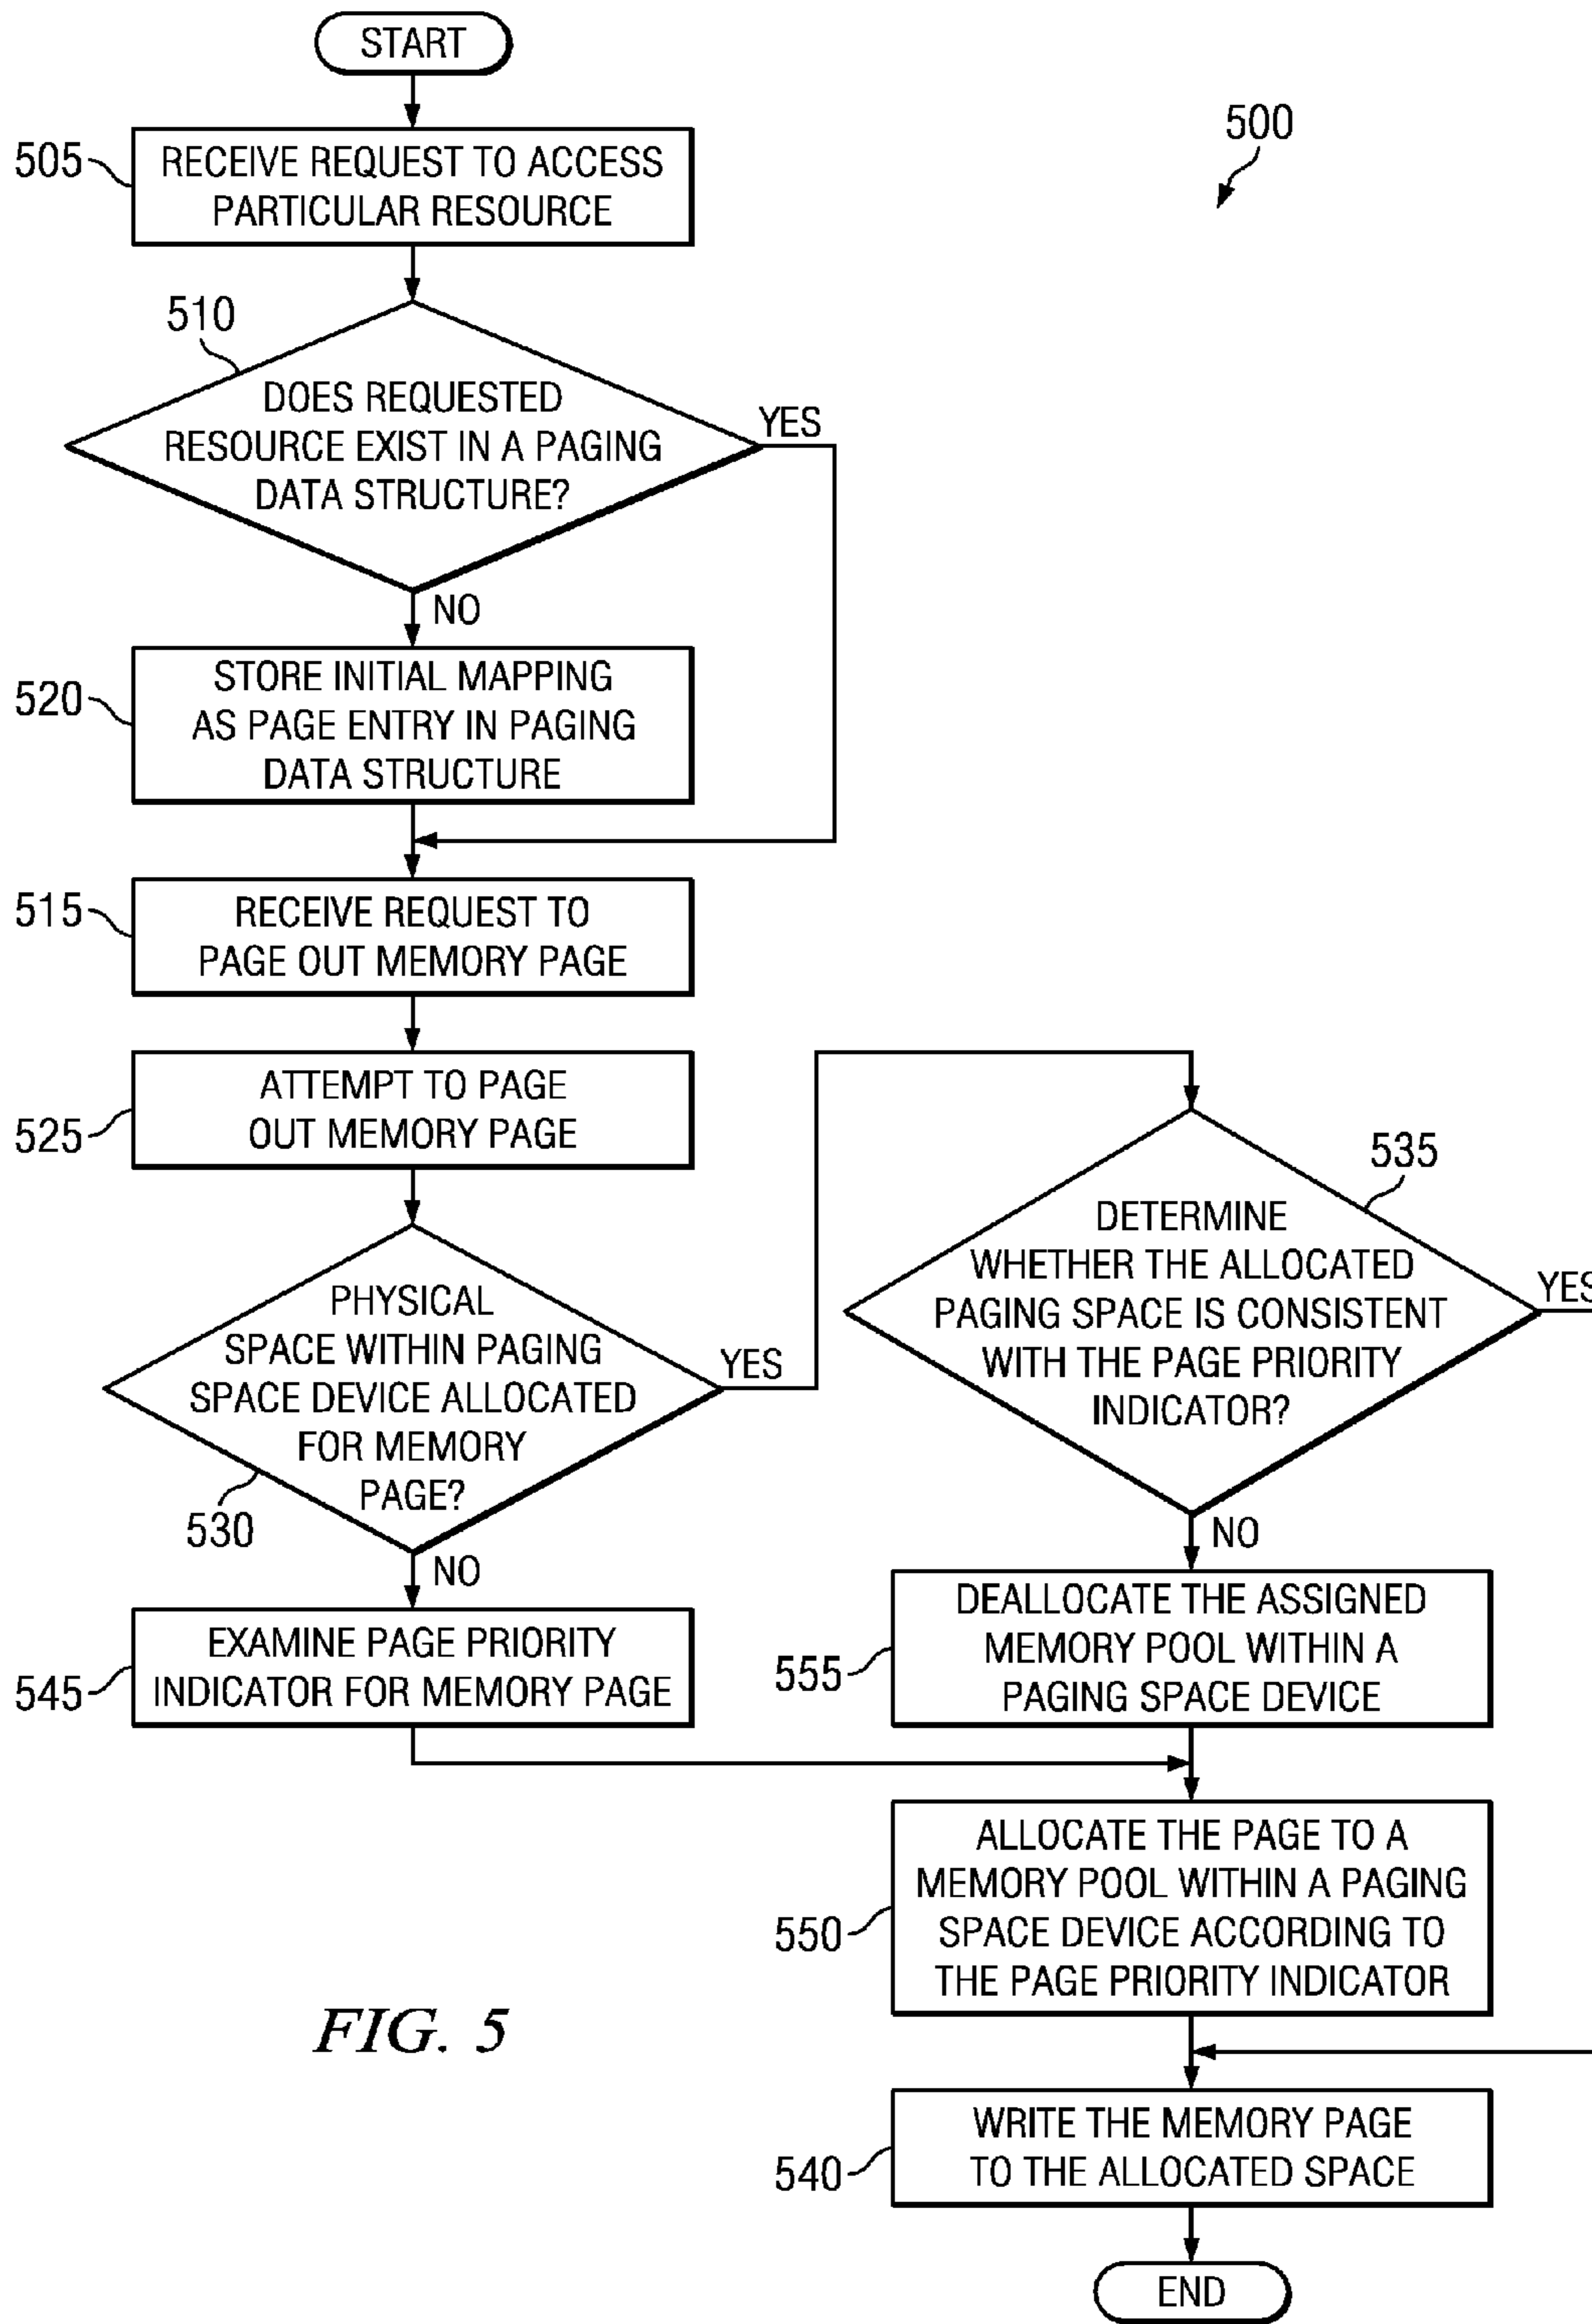 START
500
505
RECEIVE REQUEST TO ACCESS
PARTICULAR RESOURCE
510
DOES REQUESTED
RESOURCE EXIST IN A PAGING
DATA STRUCTURE?
YES
NO
520
STORE INITIAL MAPPING
AS PAGE ENTRY IN PAGING
DATA STRUCTURE
515
RECEIVE REQUEST TO
PAGE OUT MEMORY PAGE
525
ATTEMPT TO PAGE
OUT MEMORY PAGE
530
PHYSICAL
SPACE WITHIN PAGING
SPACE DEVICE ALLOCATED
FOR MEMORY
PAGE?
YES
NO
535
DETERMINE
WHETHER THE ALLOCATED
PAGING SPACE IS CONSISTENT
WITH THE PAGE PRIORITY
INDICATOR?
YES
NO
545
EXAMINE PAGE PRIORITY
INDICATOR FOR MEMORY PAGE
555
DEALLOCATE THE ASSIGNED
MEMORY POOL WITHIN A
PAGING SPACE DEVICE
550
ALLOCATE THE PAGE TO A
MEMORY POOL WITHIN A PAGING
SPACE DEVICE ACCORDING TO
THE PAGE PRIORITY INDICATOR
540
WRITE THE MEMORY PAGE
TO THE ALLOCATED SPACE
END
FIG. 5